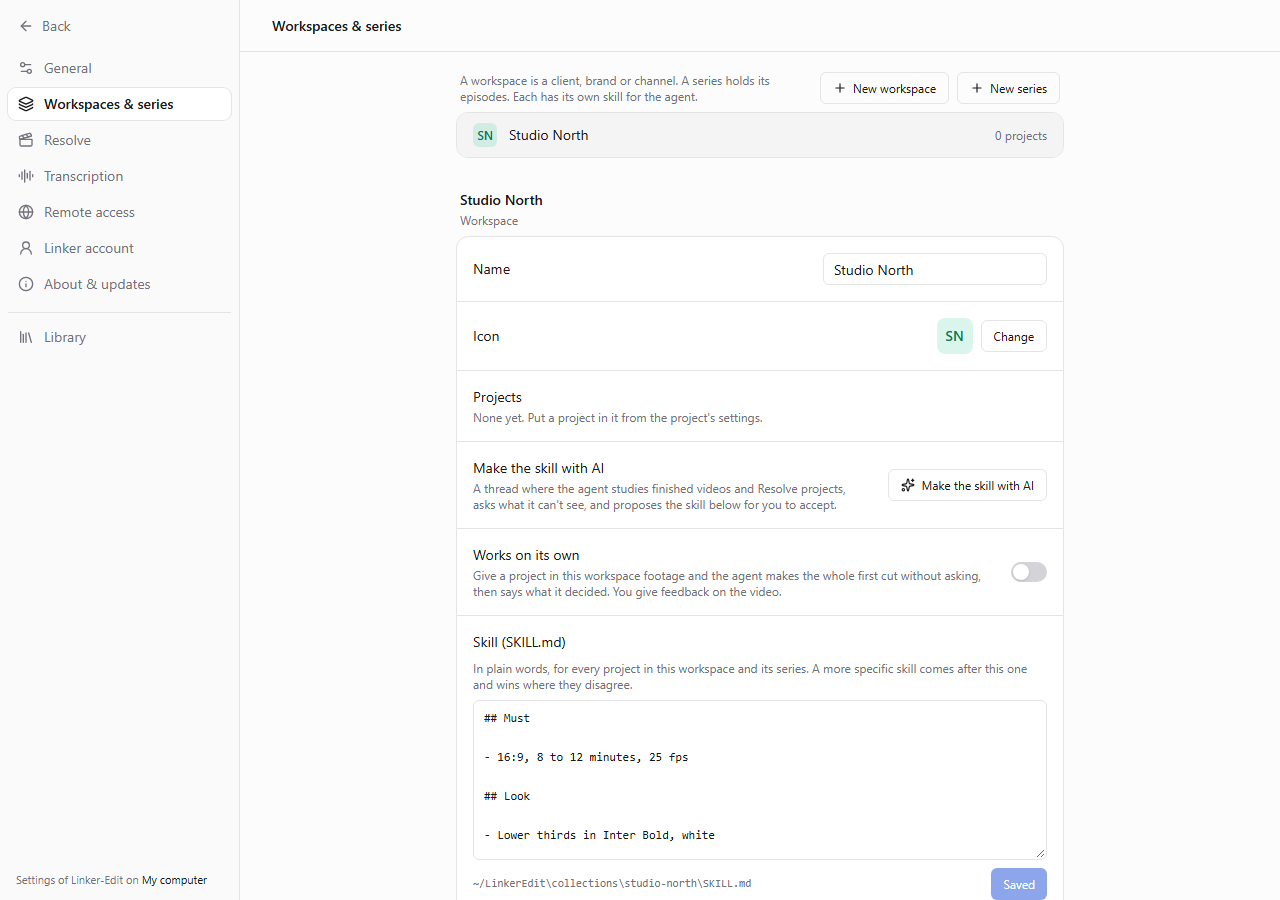 Back
General
Workspaces & series
Resolve
Transcription
Remote access
Linker account
About & updates
Library
Settings of Linker-Edit on My computer
Workspaces & series
A workspace is a client, brand or channel. A series holds its
episodes. Each has its own skill for the agent.
New workspace
New series
SN
Studio North
0 projects
Studio North
Workspace
Name
Studio North
Icon
SN
Change
Projects
None yet. Put a project in it from the project's settings.
Make the skill with AI
A thread where the agent studies finished videos and Resolve projects,
asks what it can't see, and proposes the skill below for you to accept.
Make the skill with AI
Works on its own
Give a project in this workspace footage and the agent makes the whole first cut without asking,
then says what it decided. You give feedback on the video.
Skill (SKILL.md)
In plain words, for every project in this workspace and its series. A more specific skill comes after this one
and wins where they disagree.
## Must
- 16:9, 8 to 12 minutes, 25 fps
## Look
- Lower thirds in Inter Bold, white
~/LinkerEdit\collections\studio-north\SKILL.md
Saved